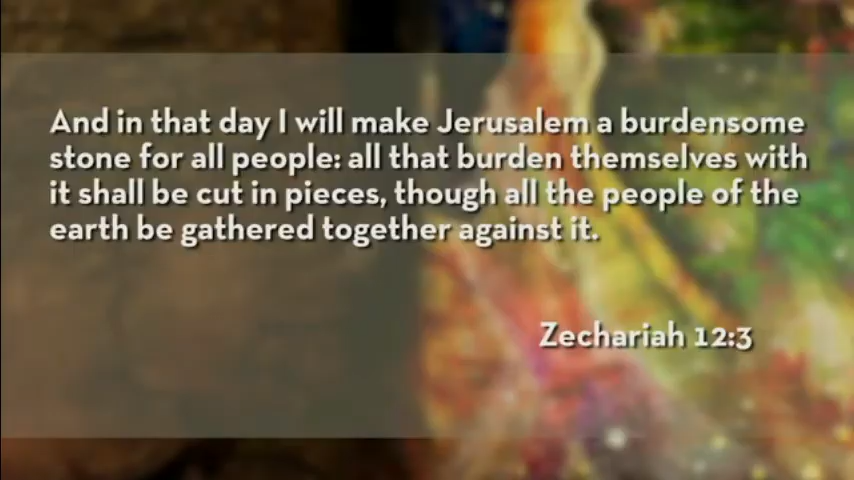 And in that day I will make Jerusalem a burdensome
stone for all people: all that burden themselves with
it shall be cut in pieces, though all the people of the
earth be gathered together against it.
Zechariah 12:3